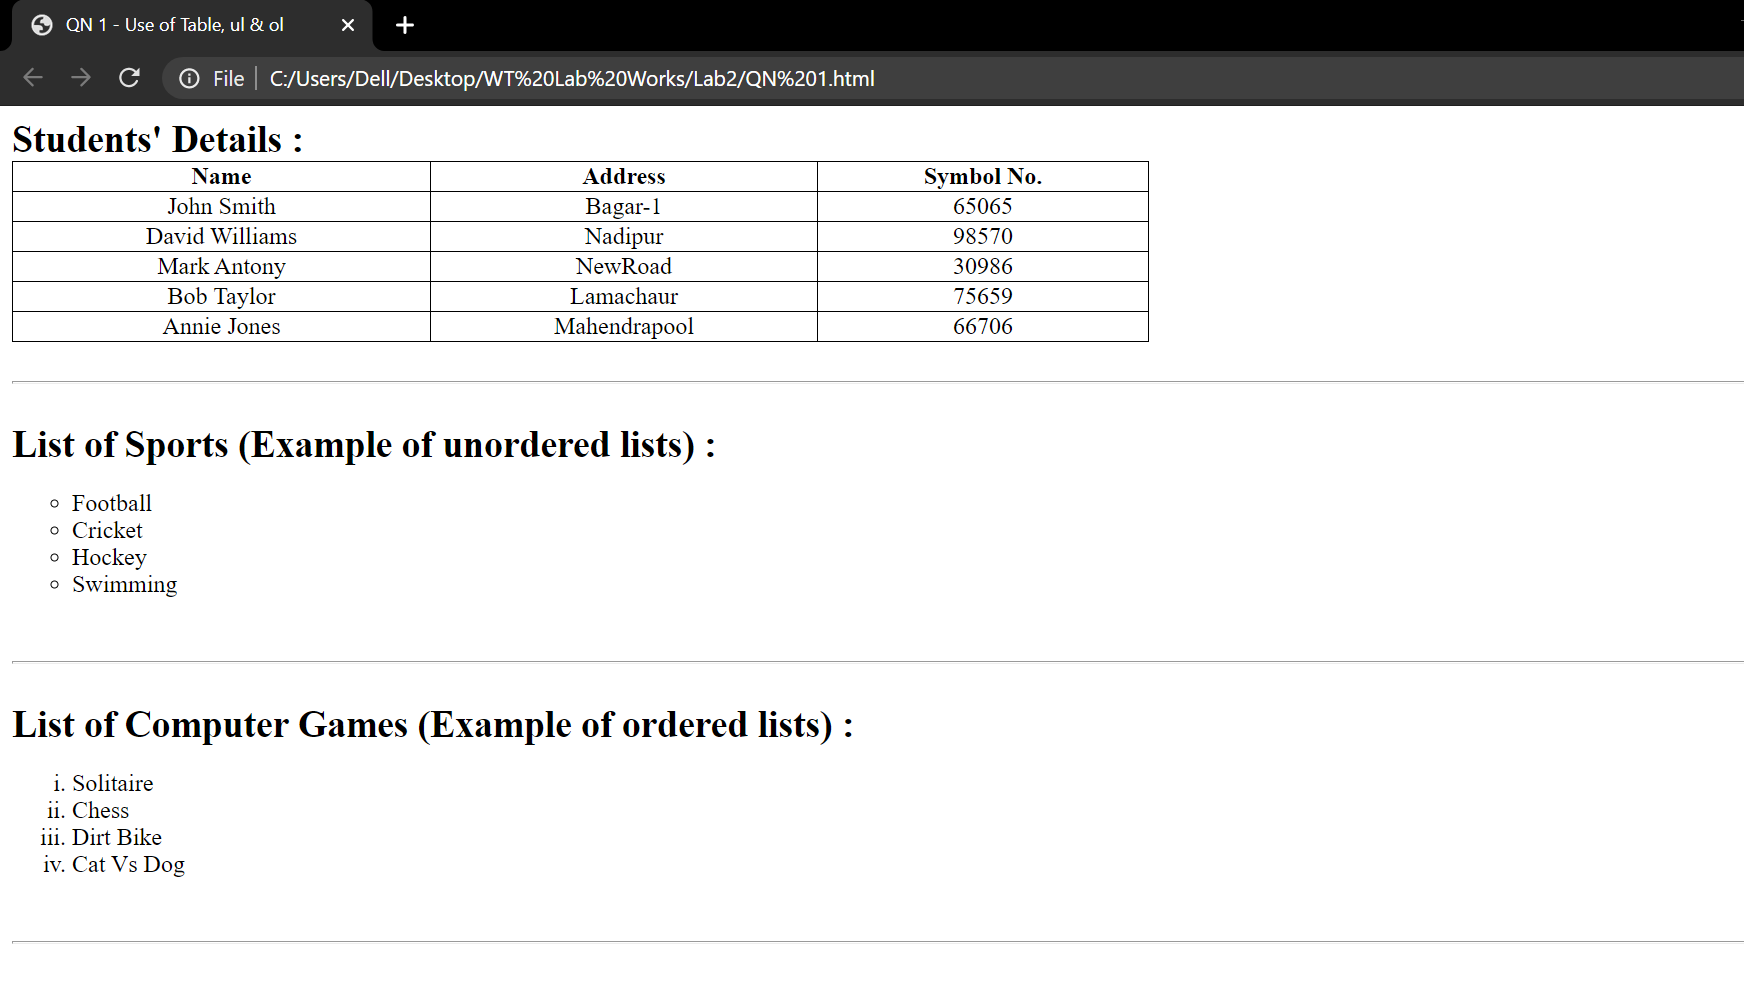 QN 1 - Use of Table, ul & ol
File C:/Users/Dell/Desktop/WT%20Lab%20Works/Lab2/QN%201.html
Students' Details :
Name Address Symbol No.
John Smith Bagar-1 65065
David Williams Nadipur 98570
Mark Antony NewRoad 30986
Bob Taylor Lamachaur 75659
Annie Jones Mahendrapool 66706
List of Sports (Example of unordered lists) :
Football
Cricket
Hockey
Swimming
List of Computer Games (Example of ordered lists) :
i. Solitaire
ii. Chess
iii. Dirt Bike
iv. Cat Vs Dog